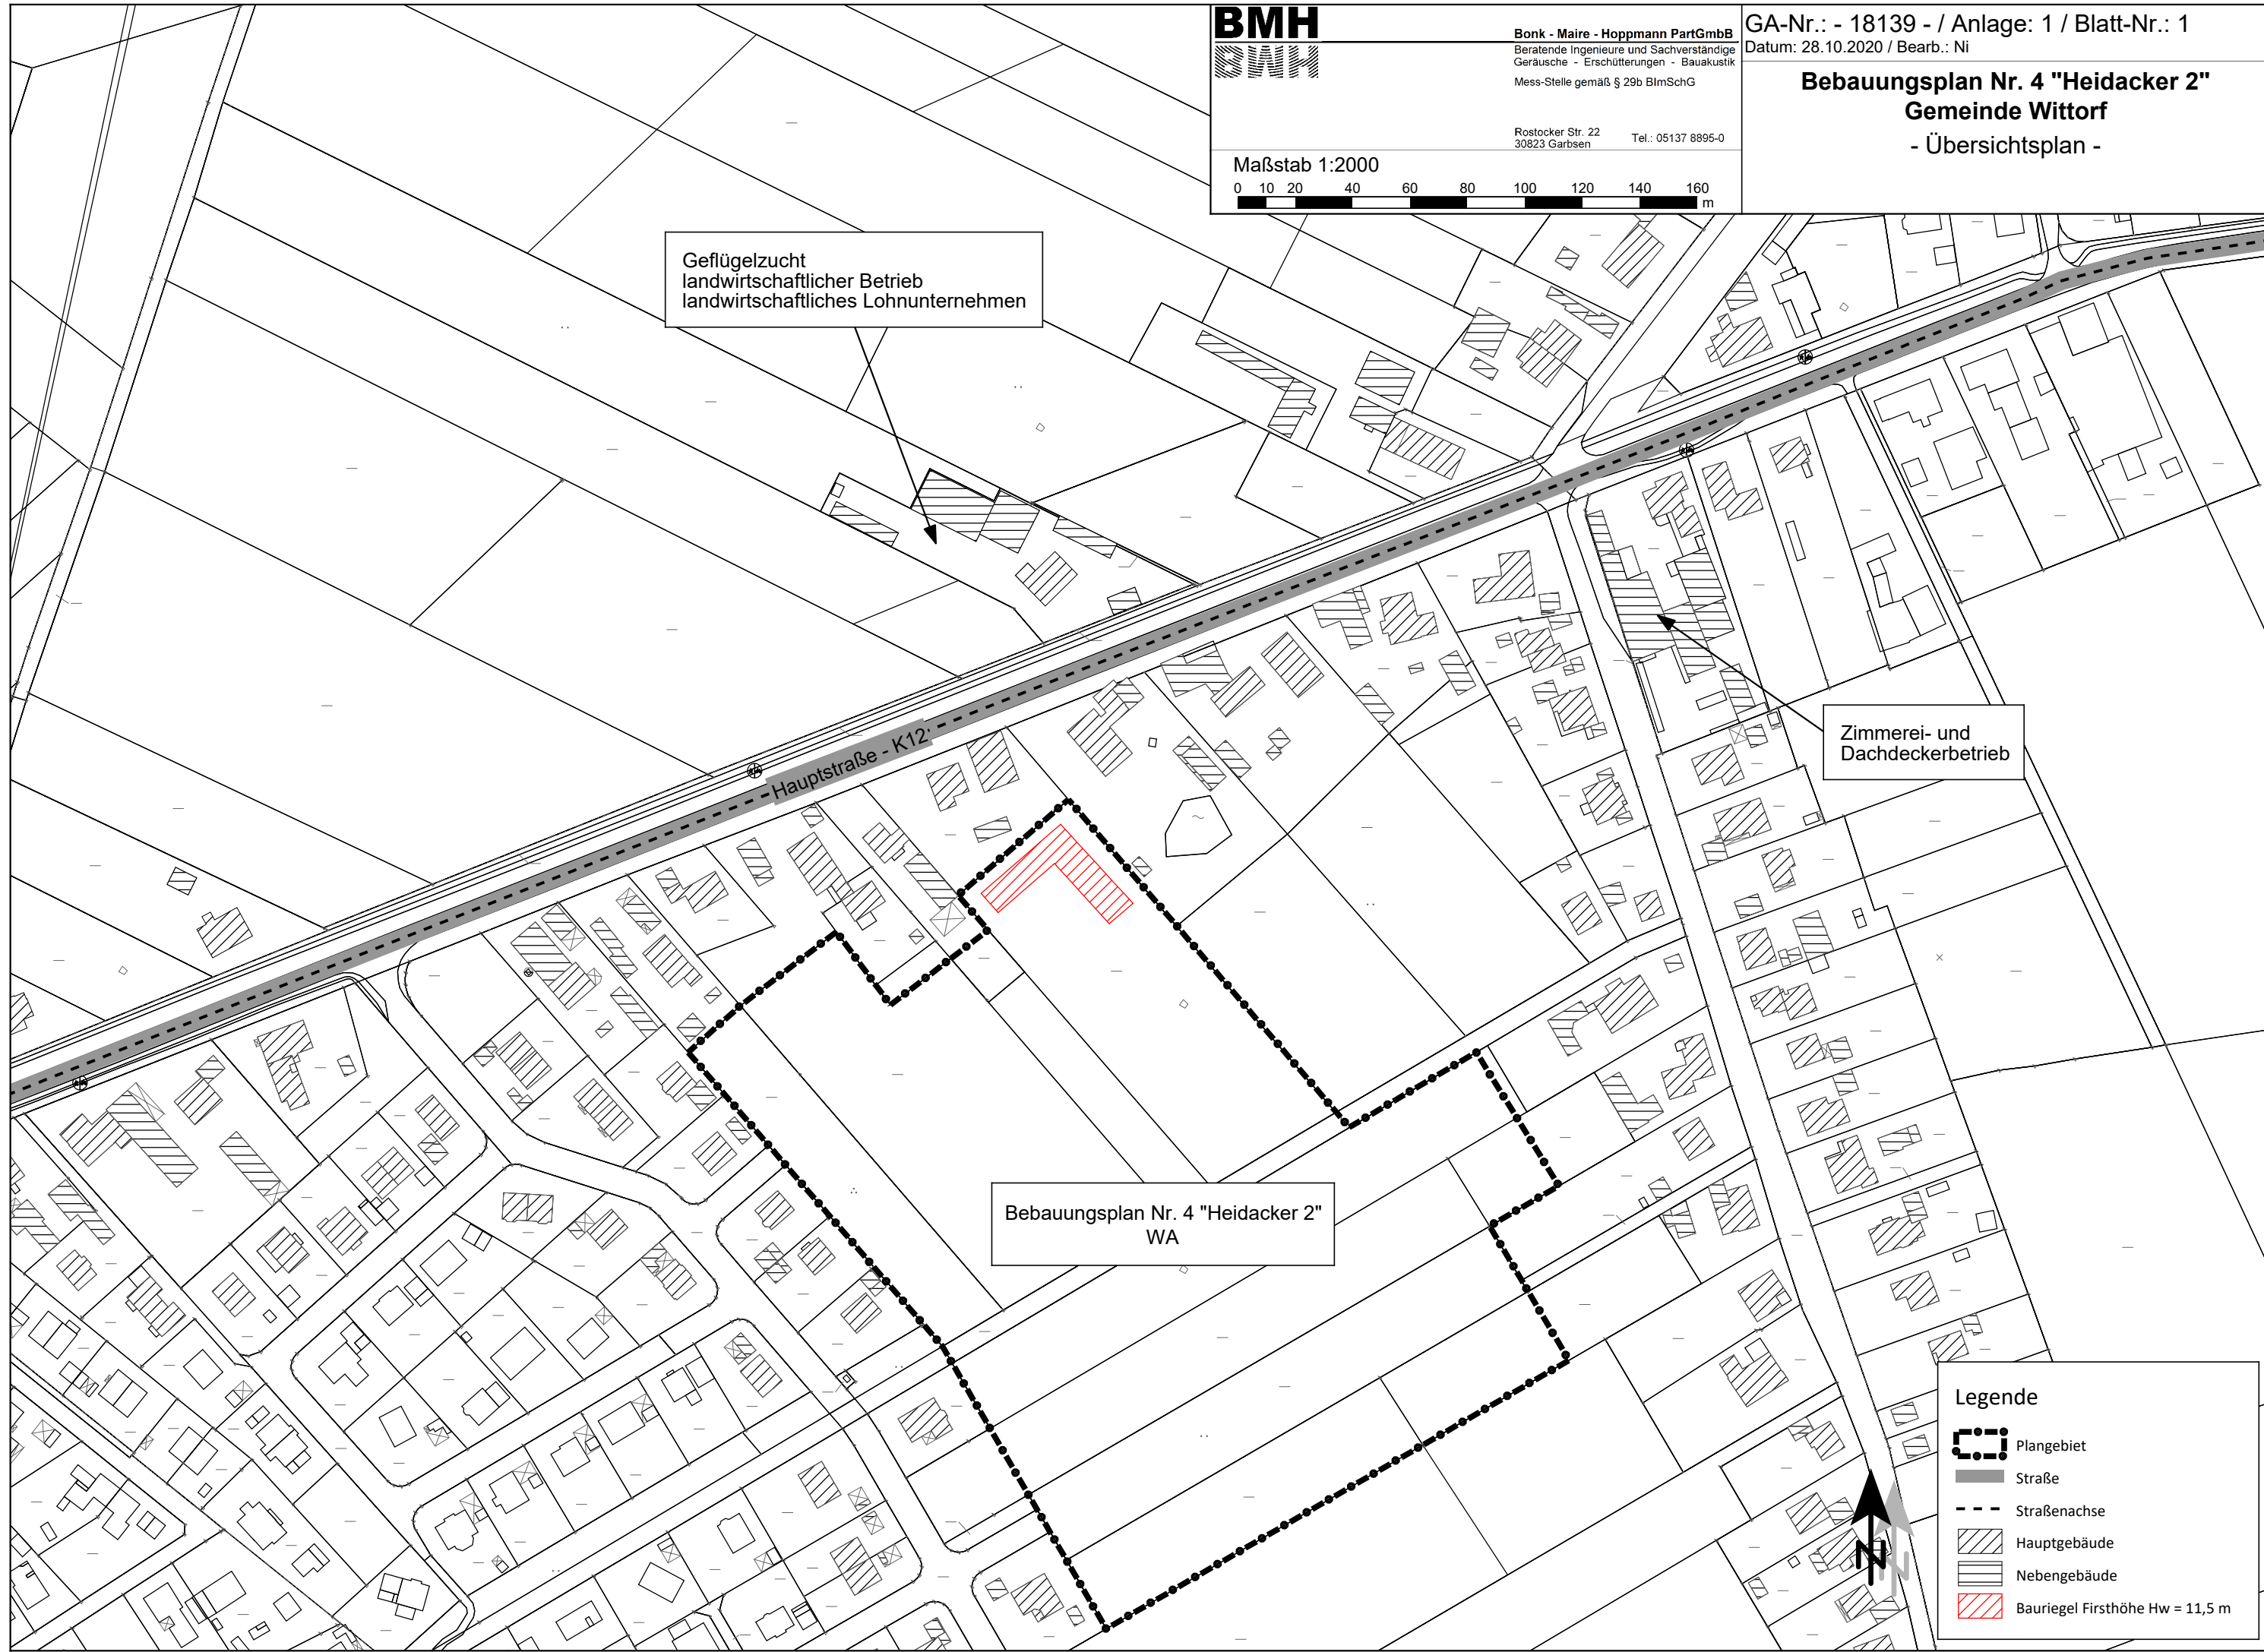 BMH
BMH
Bonk - Maire - Hoppmann PartGmbB
Beratende Ingenieure und Sachverständige
Geräusche - Erschütterungen - Bauakustik
Mess-Stelle gemäß § 29b BImSchG
Rostocker Str. 22 Tel.: 05137 8895-0
30823 Garbsen
Maßstab 1:2000
0 10 20 40 60 80 100 120 140 160
m
GA-Nr.: - 18139 - / Anlage: 1 / Blatt-Nr.: 1
Datum: 28.10.2020 / Bearb.: Ni
Bebauungsplan Nr. 4 "Heidacker 2"
Gemeinde Wittorf
- Übersichtsplan -
Geflügelzucht
landwirtschaftlicher Betrieb
landwirtschaftliches Lohnunternehmen
Zimmerei- und
Dachdeckerbetrieb
Hauptstraße - K12
Bebauungsplan Nr. 4 "Heidacker 2"
WA
Legende
Plangebiet
Straße
Straßenachse
Hauptgebäude
Nebengebäude
Bauriegel Firsthöhe Hw = 11,5 m
N